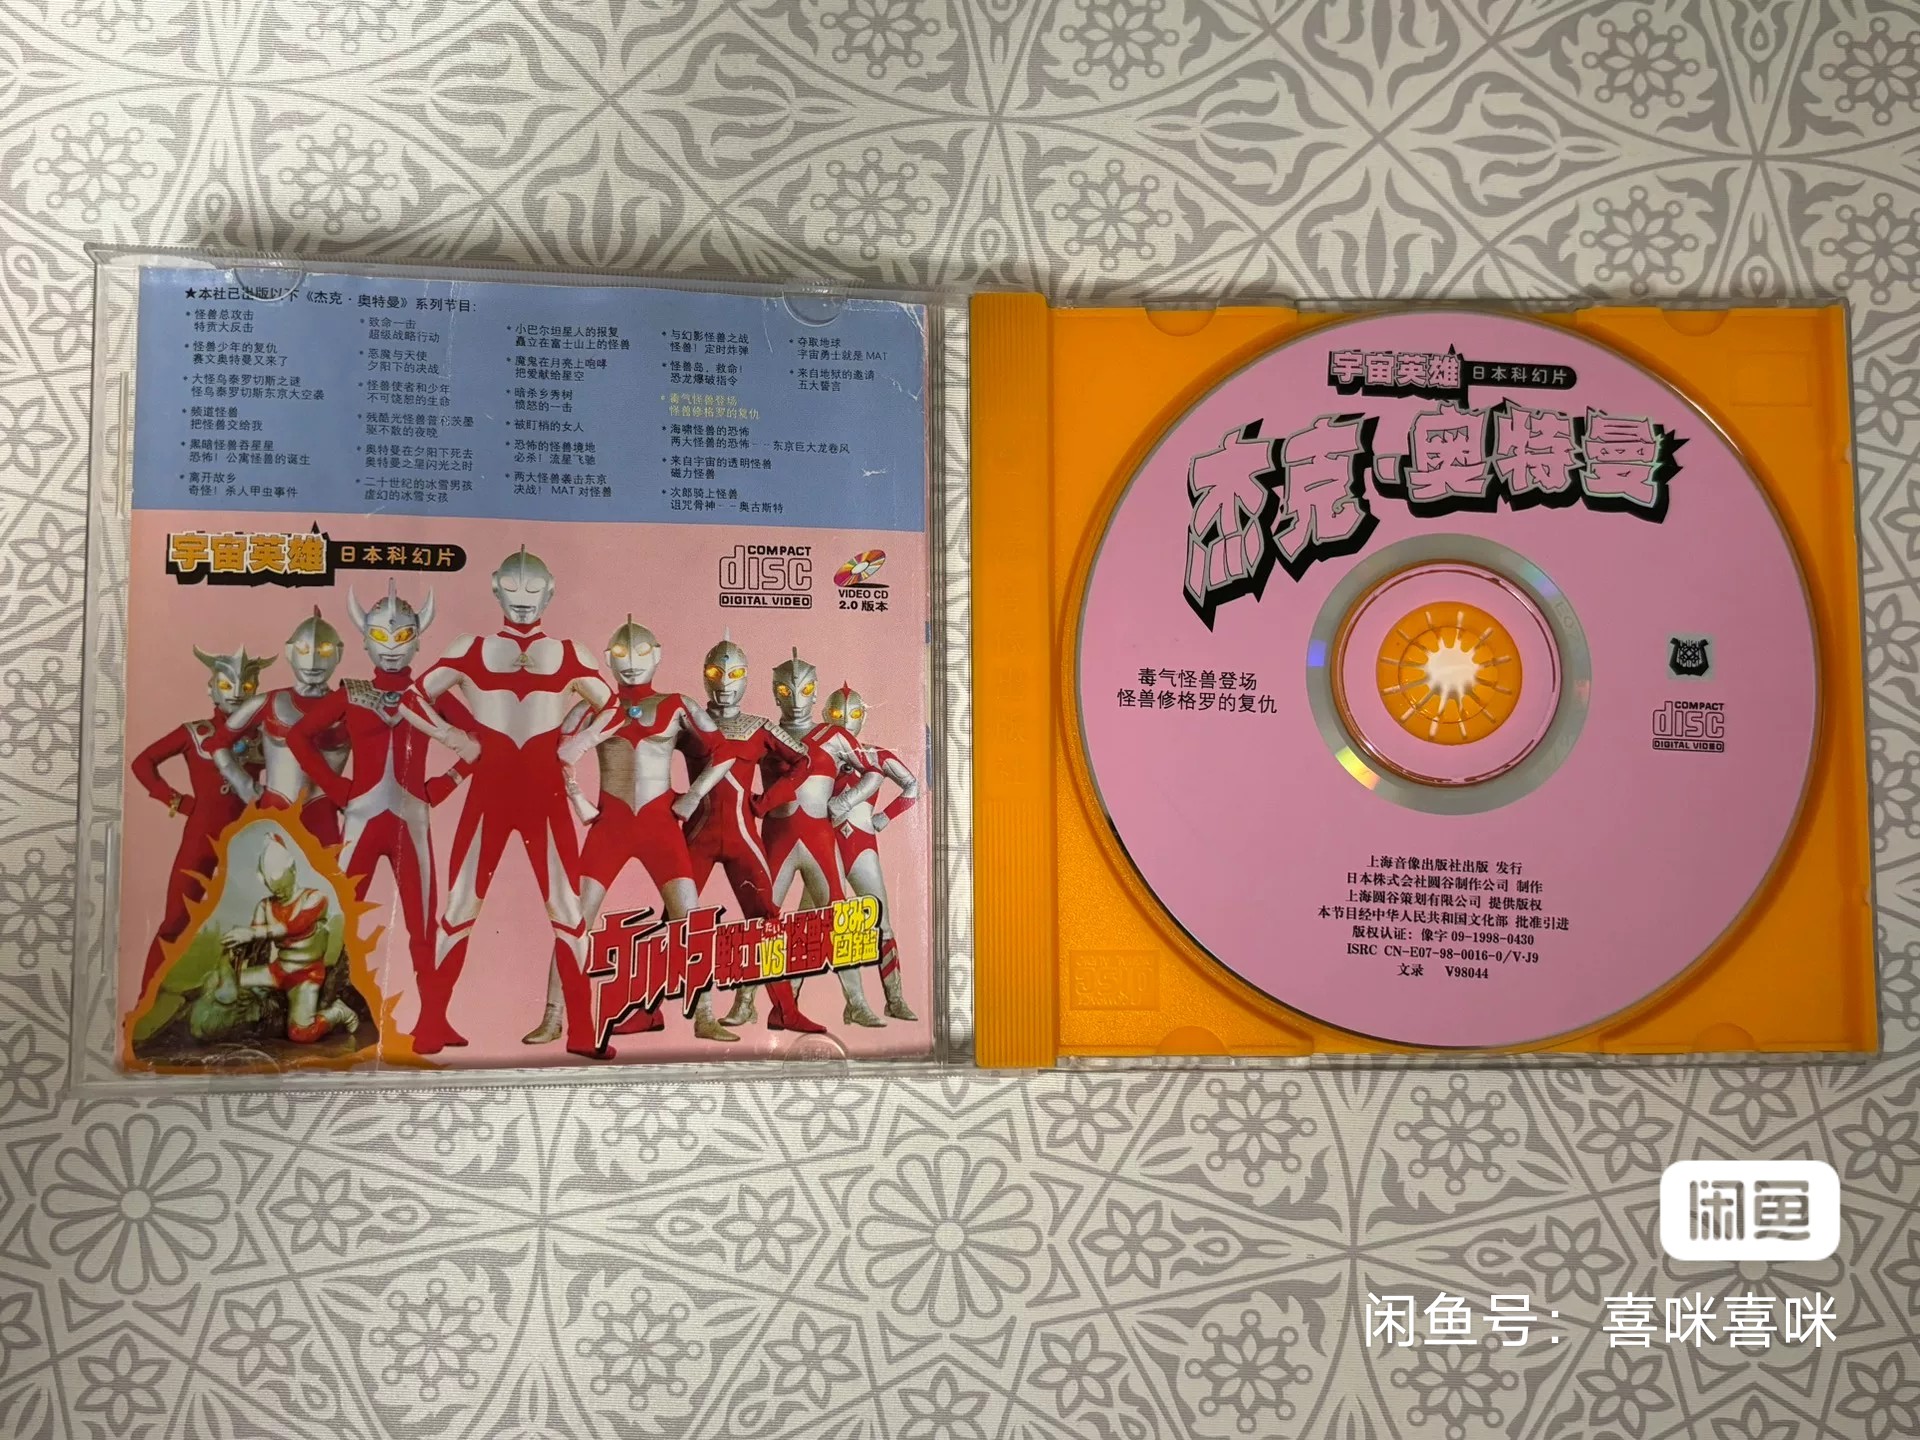 ★本社已出版以下《杰克·奥特曼》系列节目:
• 怪兽总攻击
特贡大反击
• 怪兽少年的复仇
赛文奥特曼又来了
• 大怪鸟泰罗切斯之谜
怪鸟泰罗切斯东京大空袭
• 频道怪兽
把怪兽交给我
• 黑暗怪兽吞星星
恐怖！公寓怪兽的诞生
• 离开故乡
奇怪！杀人甲虫事件
• 致命一击
超级战略行动
• 恶魔与天使
夕阳下的决战
• 怪兽使者和少年
不可饶恕的生命
• 残酷光怪兽普利茨墨
驱不散的夜晚
• 奥特曼在夕阳下死去
奥特曼之星闪光之时
• 二十世纪的冰雪男孩
虚幻的冰雪女孩
• 小巴尔坦星人的报复
矗立在富士山上的怪兽
• 魔鬼在月亮上咆哮
把爱献给星空
• 暗杀乡秀树
愤怒的一击
• 被盯梢的女人
• 恐怖的怪兽境地
必杀！流星飞驰
• 两大怪兽袭击东京
决战！MAT对怪兽
• 与幻影怪兽之战
怪兽！定时炸弹
• 怪兽岛，救命！
恐龙爆破指令
• 毒气怪兽登场
怪兽修格罗的复仇
• 海啸怪兽的恐怖
两大怪兽的恐怖－－东京巨大龙卷风
• 来自宇宙的透明怪兽
磁力怪兽
• 次郎骑上怪兽
诅咒骨神－－奥古斯特
• 夺取地球
宇宙勇士就是 MAT
• 来自地狱的邀请
五大誓言
宇宙英雄 日本科幻片
COMPACT
disc
DIGITAL VIDEO
VIDEO CD
2.0 版本
ウルトラ戦士VS怪獣ひみつ図鑑
宇宙英雄 日本科幻片
杰克·奥特曼
毒气怪兽登场
怪兽修格罗的复仇
COMPACT
disc
DIGITAL VIDEO
上海音像出版社出版 发行
日本株式会社圆谷制作公司 制作
上海圆谷策划有限公司 提供版权
本节目经中华人民共和国文化部 批准引进
版权认证：像字 09-1998-0430
ISRC CN-E07-98-0016-0/V·J9
文录 V98044
闲鱼
闲鱼号：喜咪喜咪